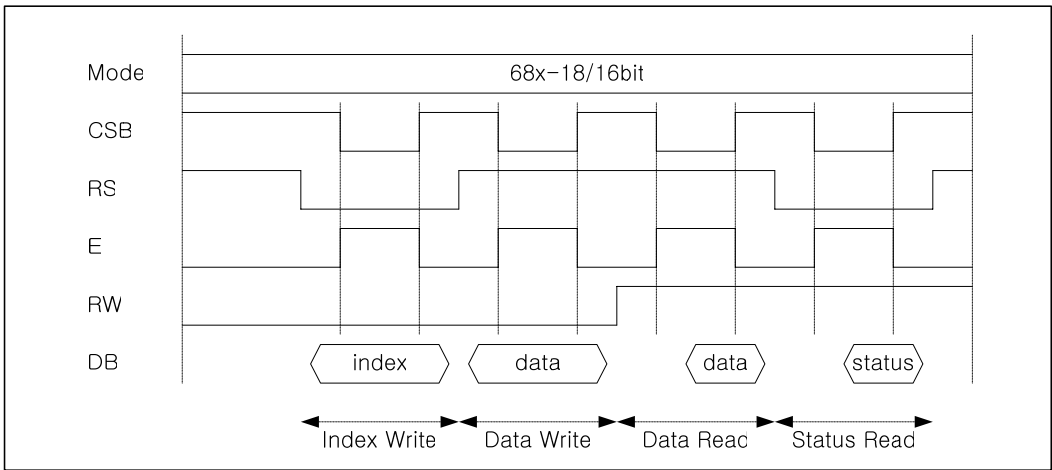 Mode 68x-18/16bit
CSB
RS
E
RW
DB index data data status
Index Write Data Write Data Read Status Read